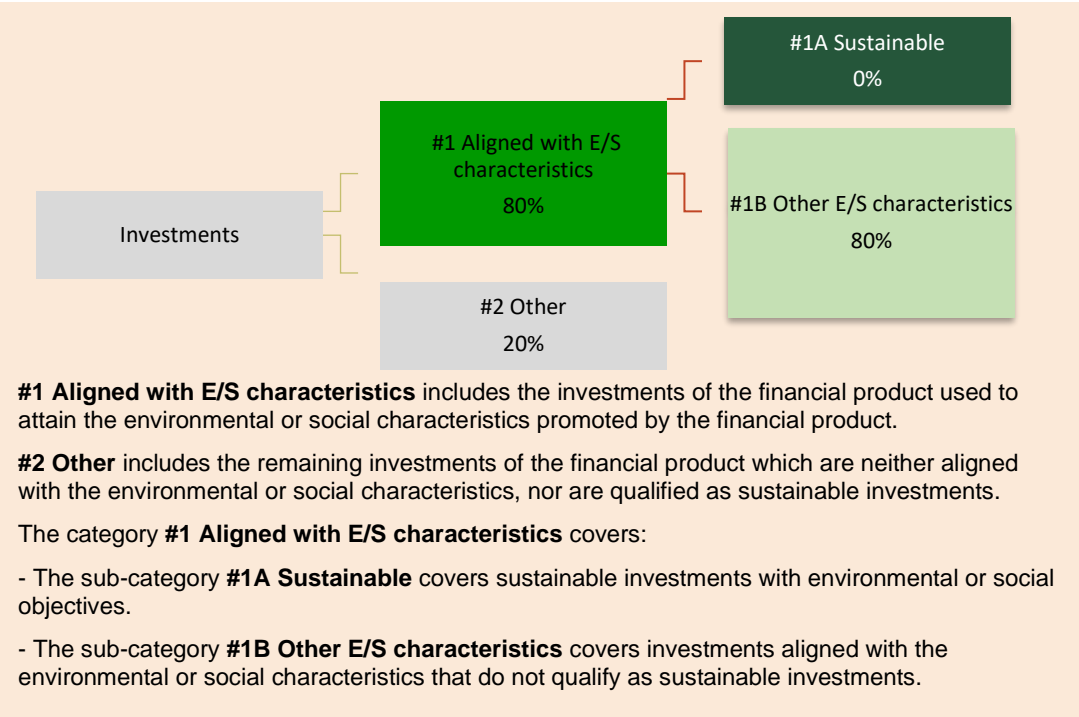 #1A Sustainable
0%
#1 Aligned with E/S
characteristics
80%
#1B Other E/S characteristics
80%
Investments
#2 Other
20%
#1 Aligned with E/S characteristics includes the investments of the financial product used to
attain the environmental or social characteristics promoted by the financial product.
#2 Other includes the remaining investments of the financial product which are neither aligned
with the environmental or social characteristics, nor are qualified as sustainable investments.
The category #1 Aligned with E/S characteristics covers:
- The sub-category #1A Sustainable covers sustainable investments with environmental or social
objectives.
- The sub-category #1B Other E/S characteristics covers investments aligned with the
environmental or social characteristics that do not qualify as sustainable investments.